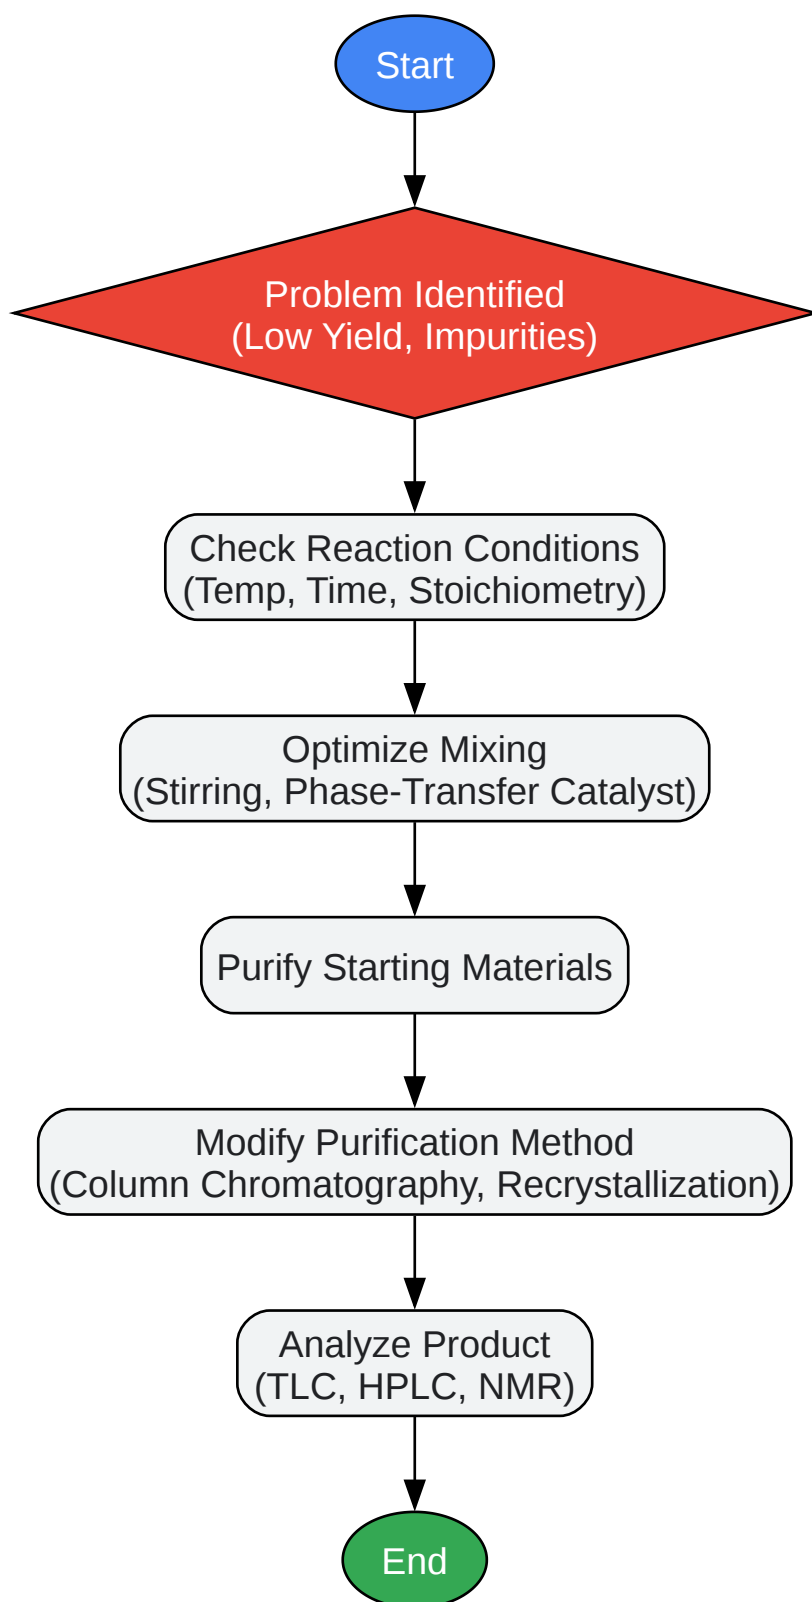 Start
Problem Identified
(Low Yield, Impurities)
Check Reaction Conditions
(Temp, Time, Stoichiometry)
Optimize Mixing
(Stirring, Phase-Transfer Catalyst)
Purify Starting Materials
Modify Purification Method
(Column Chromatography, Recrystallization)
Analyze Product
(TLC, HPLC, NMR)
End